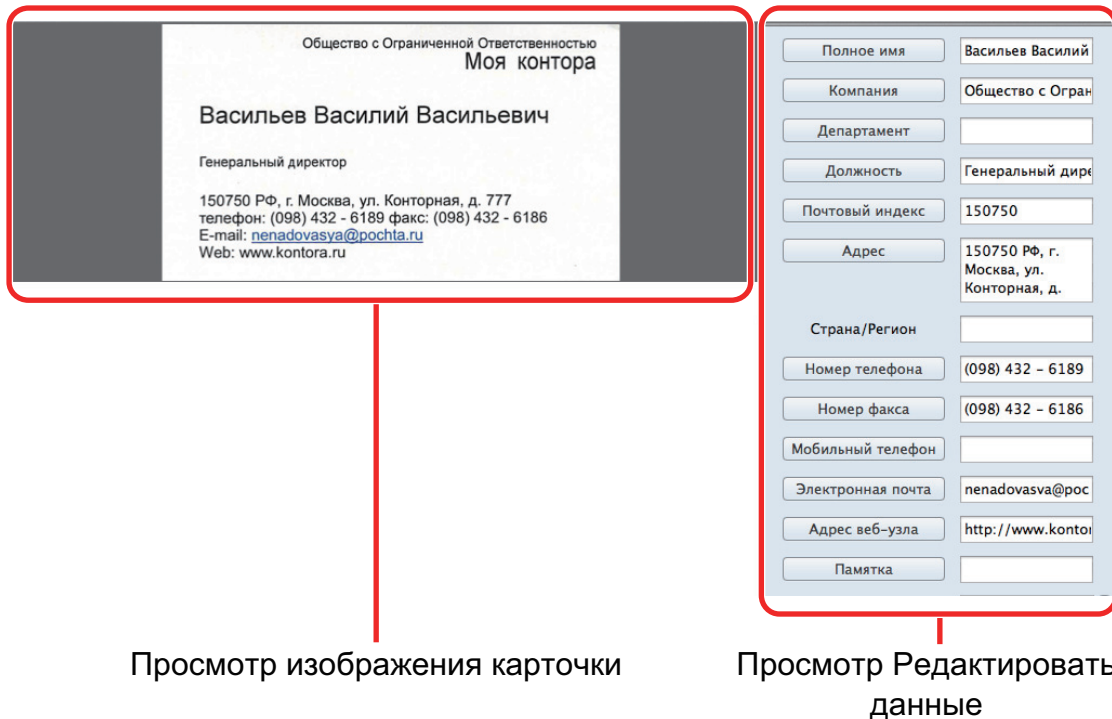 Общество с Ограниченной Ответственностью
Моя контора
Васильев Василий Васильевич
Генеральный директор
150750 РФ, г. Москва, ул. Конторная, д. 777
телефон: (098) 432 - 6189 факс: (098) 432 - 6186
E-mail: nenadovasya@pochta.ru
Web: www.kontora.ru
Полное имя Васильев Василий
Компания Общество с Огран
Департамент
Должность Генеральный дире
Почтовый индекс 150750
Адрес 150750 РФ, г.
Москва, ул.
Конторная, д.
Страна/Регион
Номер телефона (098) 432 – 6189
Номер факса (098) 432 – 6186
Мобильный телефон
Электронная почта nenadovasva@poc
Адрес веб-узла http://www.kontor
Памятка
Просмотр изображения карточки
Просмотр Редактировать
данные